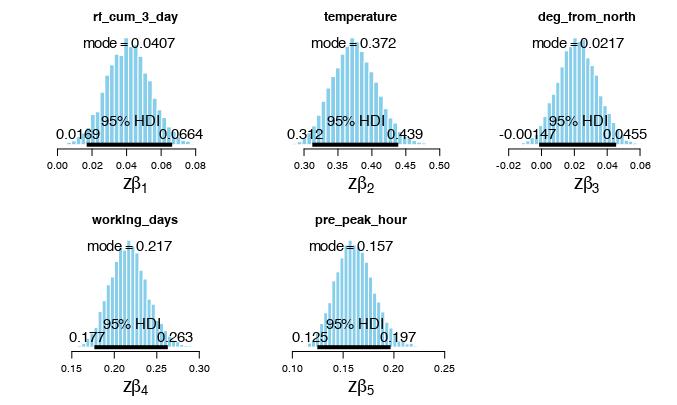 rf_cum_3_day
mode = 0.0407
95% HDI
0.0169 0.0664
0.00 0.02 0.04 0.06 0.08
zβ1
temperature
mode = 0.372
95% HDI
0.312 0.439
0.30 0.35 0.40 0.45 0.50
zβ2
deg_from_north
mode = 0.0217
95% HDI
-0.00147 0.0455
-0.02 0.00 0.02 0.04 0.06
zβ3
working_days
mode = 0.217
95% HDI
0.177 0.263
0.15 0.20 0.25 0.30
zβ4
pre_peak_hour
mode = 0.157
95% HDI
0.125 0.197
0.10 0.15 0.20 0.25
zβ5